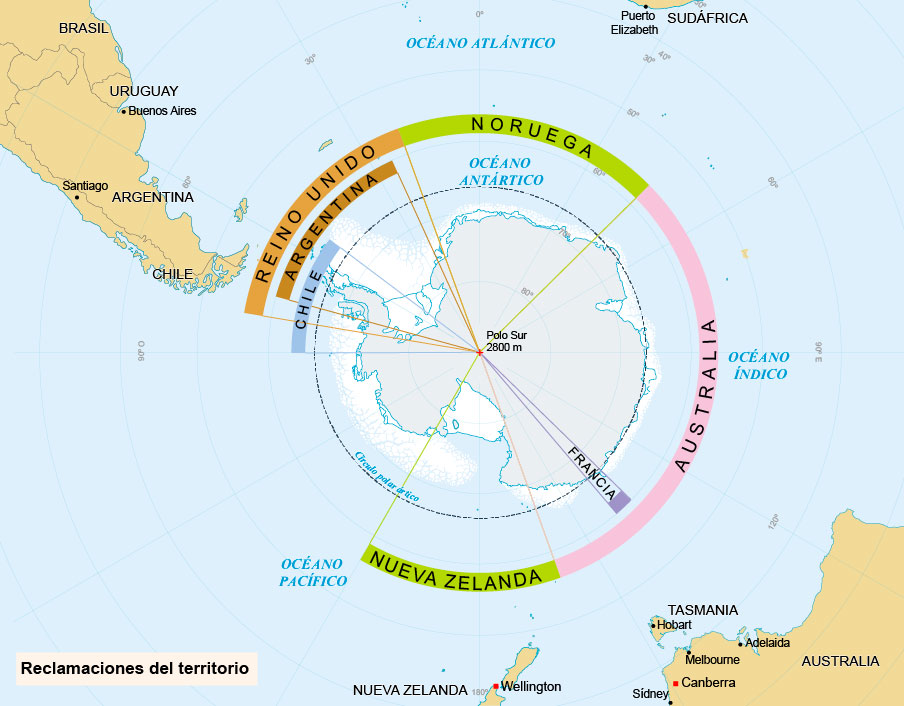 BRASIL
Puerto
Elizabeth
SUDÁFRICA
0°
OCÉANO ATLÁNTICO
30°
30°
40°
URUGUAY
Buenos Aires
50°
NORUEGA
REINO UNIDO
OCÉANO
ANTÁRTICO
60°
60°
60°
Santiago
ARGENTINA
ARGENTINA
70°
CHILE
CHILE
80°
Polo Sur
2800 m
90° O
90° E
OCÉANO
ÍNDICO
AUSTRALIA
FRANCIA
Círculo polar ártico
120°
OCÉANO
PACÍFICO
NUEVA ZELANDA
TASMANIA
Hobart
Adelaida
Melbourne
AUSTRALIA
Reclamaciones del territorio
NUEVA ZELANDA
180°
Wellington
Canberra
Sídney